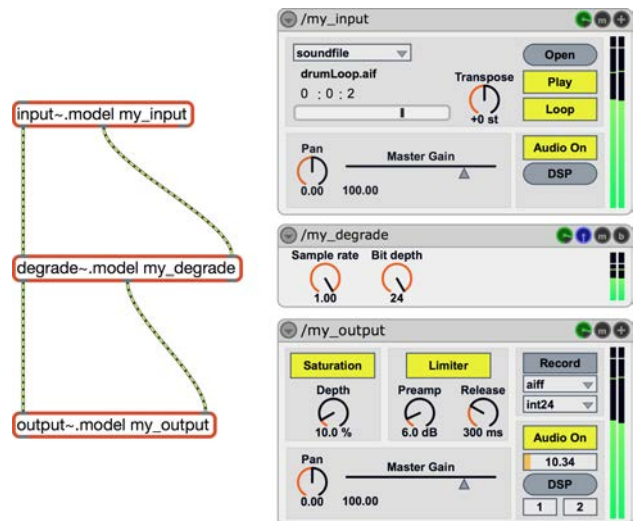 input~.model my_input
degrade~.model my_degrade
output~.model my_output
/my_input
m
soundfile
Open
drumLoop.aif
Transpose
Play
0 : 0 : 2
+0 st
Loop
Pan
Master Gain
Audio On
DSP
0.00
100.00
/my_degrade
f
m
b
Sample rate
Bit depth
1.00
24
/my_output
m
Saturation
Limiter
Record
aiff
Depth
Preamp
Release
int24
10.0 %
6.0 dB
300 ms
Audio On
Pan
Master Gain
10.34
DSP
0.00
100.00
1
2